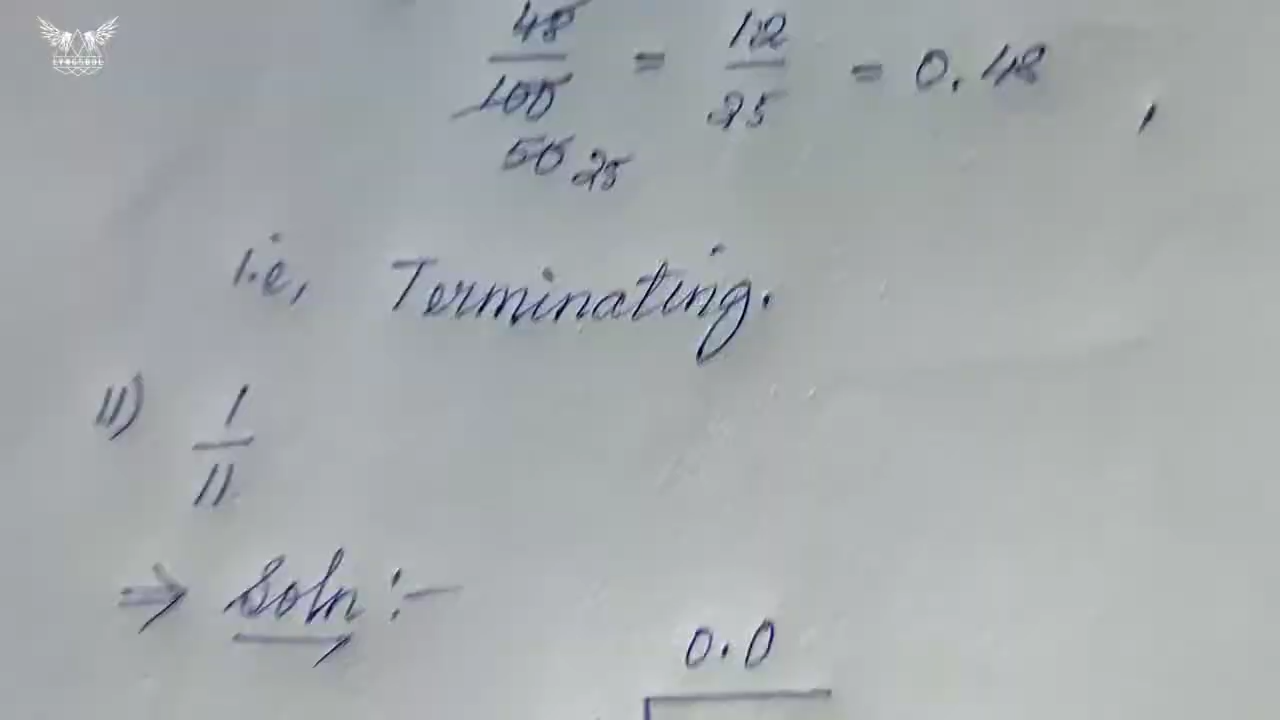 48/100 = 12/25 = 0.48,
50 25
i.e, Terminating.
II) 1/11
⇒ Soln :-
0.0